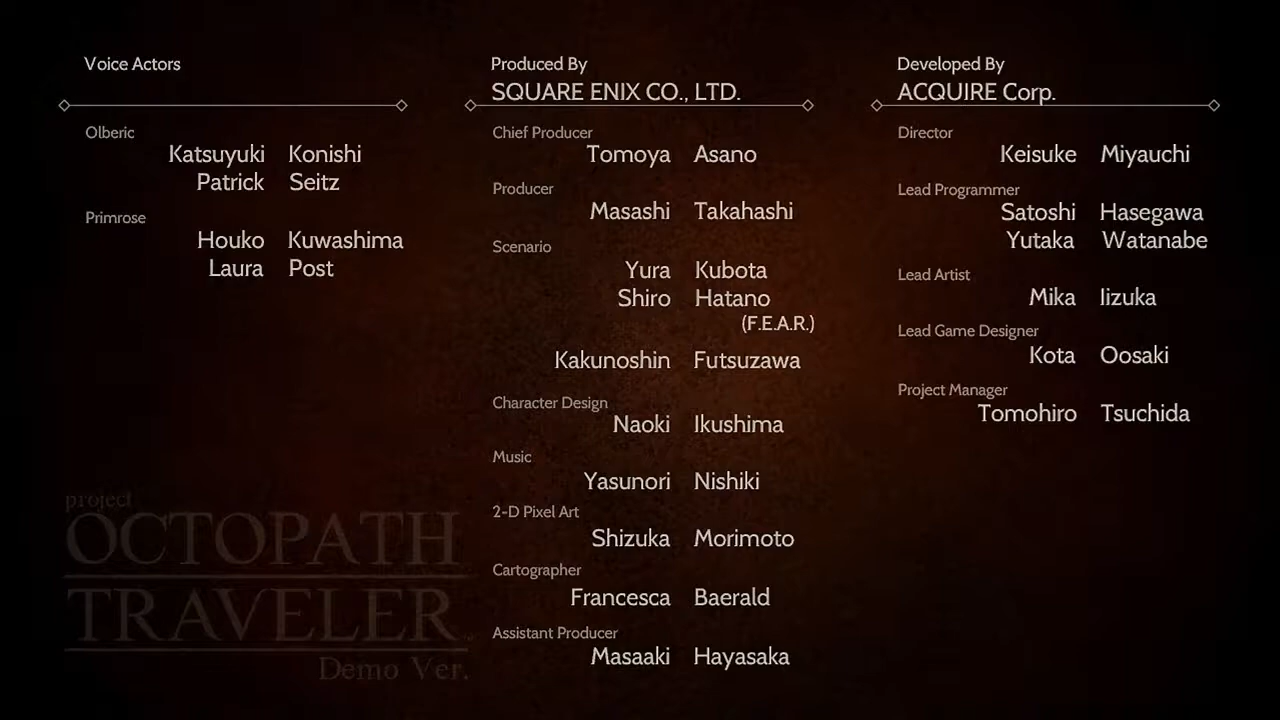 Voice Actors
Olberic
Katsuyuki Konishi
Patrick Seitz
Primrose
Houko Kuwashima
Laura Post
Produced By
SQUARE ENIX CO., LTD.
Chief Producer
Tomoya Asano
Producer
Masashi Takahashi
Scenario
Yura Kubota
Shiro Hatano
(F.E.A.R.)
Kakunoshin Futsuzawa
Character Design
Naoki Ikushima
Music
Yasunori Nishiki
2-D Pixel Art
Shizuka Morimoto
Cartographer
Francesca Baerald
Assistant Producer
Masaaki Hayasaka
Developed By
ACQUIRE Corp.
Director
Keisuke Miyauchi
Lead Programmer
Satoshi Hasegawa
Yutaka Watanabe
Lead Artist
Mika Iizuka
Lead Game Designer
Kota Oosaki
Project Manager
Tomohiro Tsuchida
project
OCTOPATH
TRAVELER
Demo Ver.